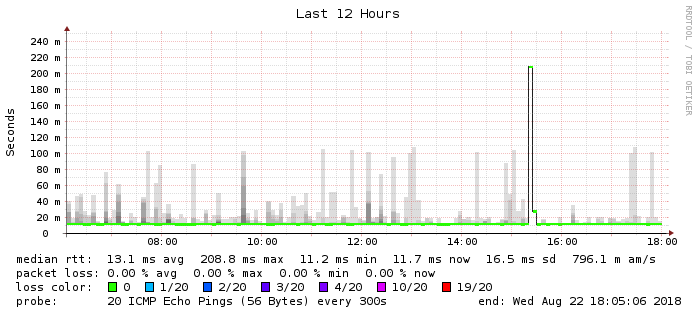 Last 12 Hours
RRDTOOL / TOBI OETIKER
Seconds
240 m
220 m
200 m
180 m
160 m
140 m
120 m
100 m
80 m
60 m
40 m
20 m
0
08:00 10:00 12:00 14:00 16:00 18:00
median rtt: 13.1 ms avg 208.8 ms max 11.2 ms min 11.7 ms now 16.5 ms sd 796.1 m am/s
packet loss: 0.00 % avg 0.00 % max 0.00 % min 0.00 % now
loss color: 0 1/20 2/20 3/20 4/20 10/20 19/20
probe: 20 ICMP Echo Pings (56 Bytes) every 300s end: Wed Aug 22 18:05:06 2018